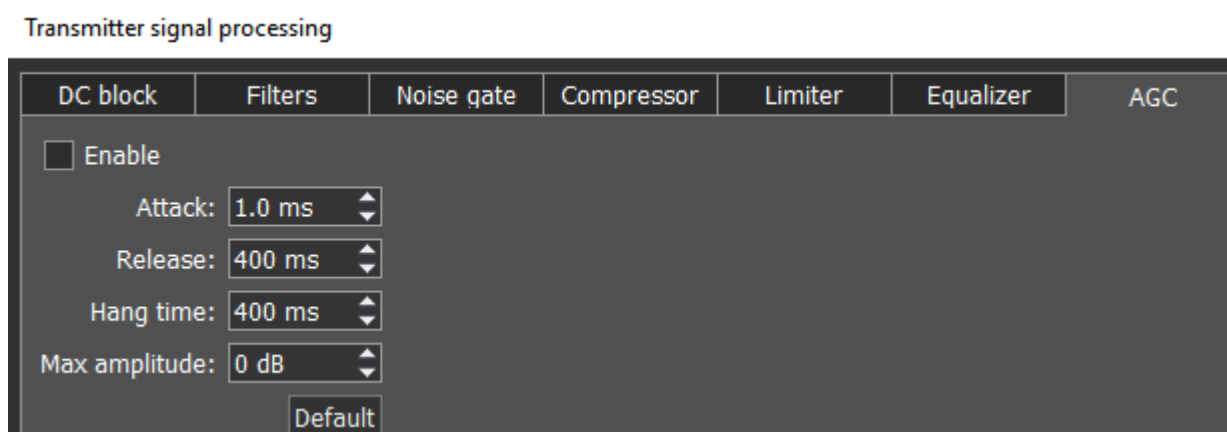 Transmitter signal processing
DC block Filters Noise gate Compressor Limiter Equalizer AGC
Enable
Attack: 1.0 ms
Release: 400 ms
Hang time: 400 ms
Max amplitude: 0 dB
Default